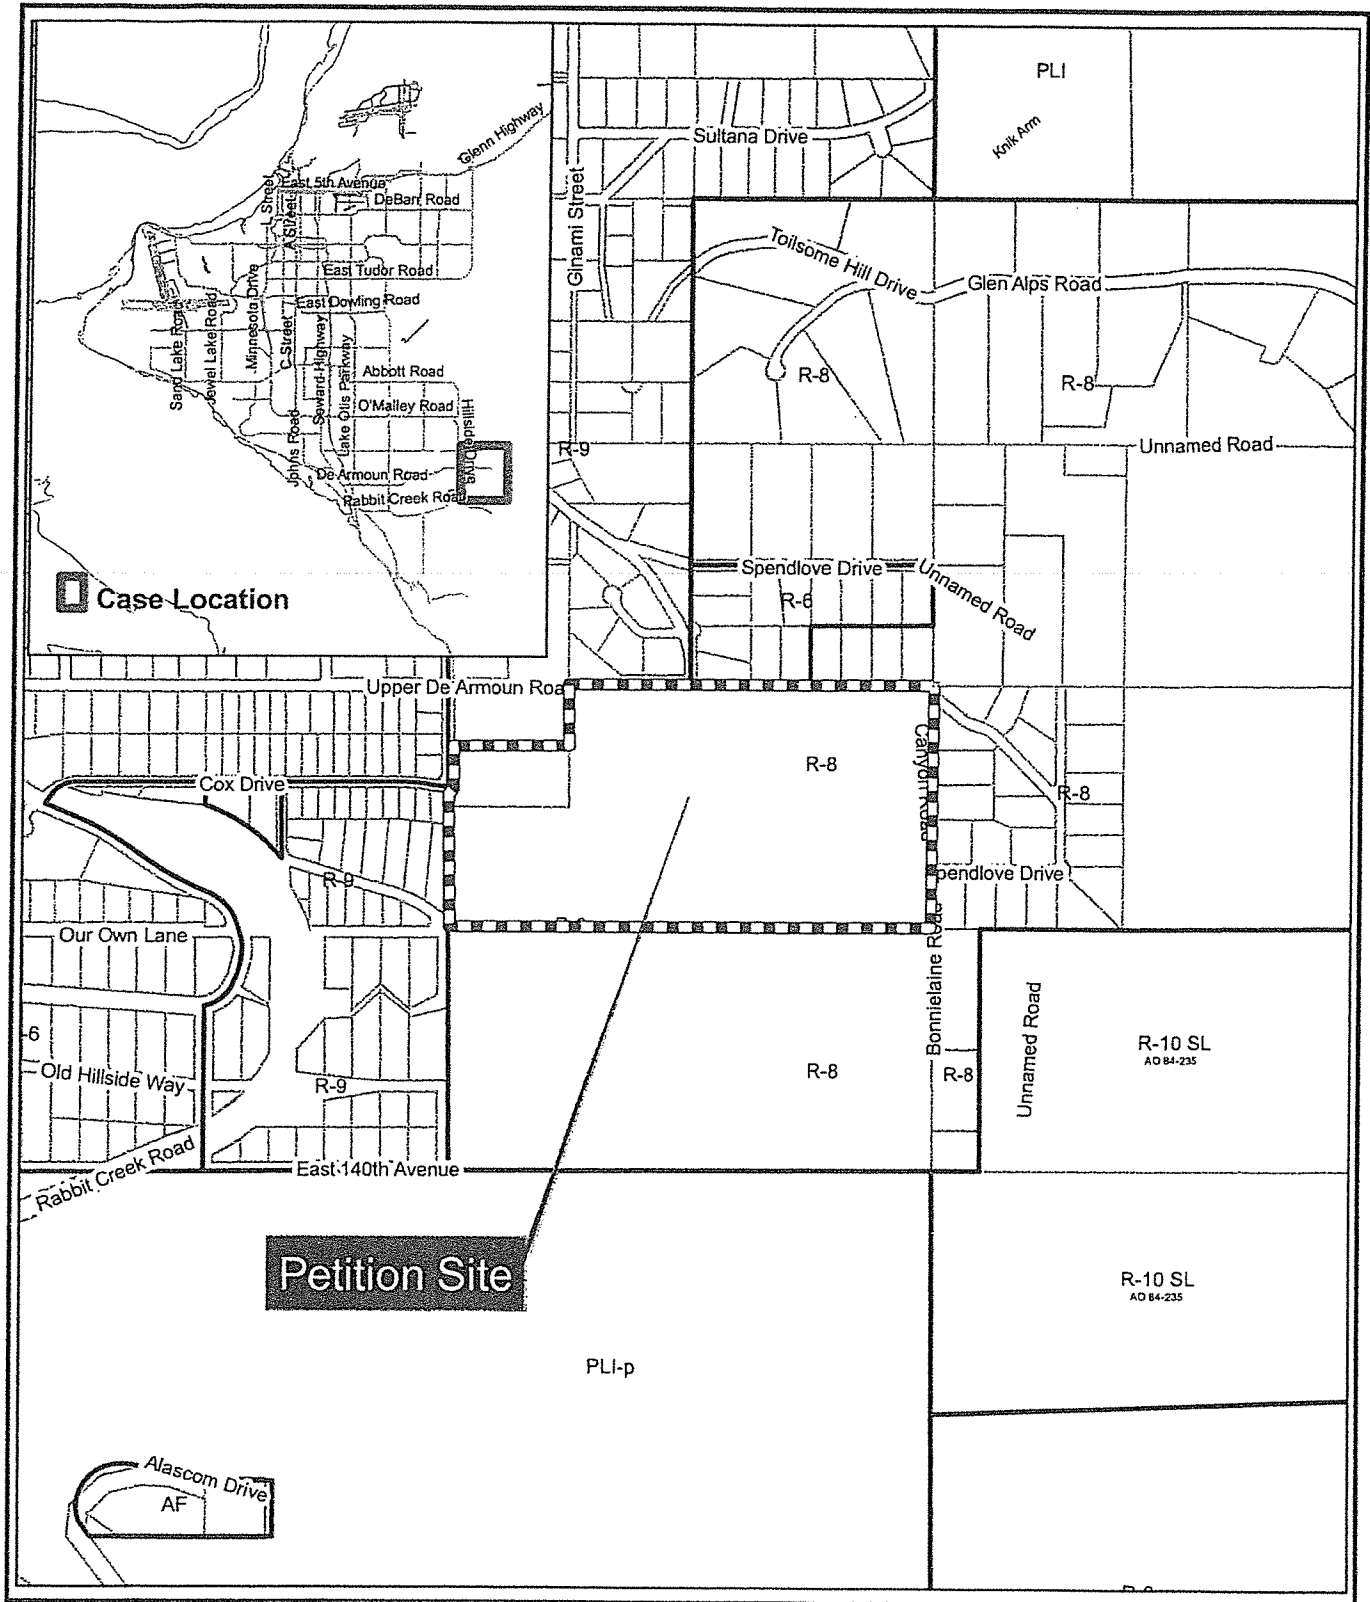 PLI
Knik Arm
Sultana Drive
Ginami Street
Toilsome Hill Drive
Glen Alps Road
R-8
R-8
Unnamed Road
R-9
Glenn Highway
East 5th Avenue
DeBarr Road
L Street
A Street
East Tudor Road
East Dowling Road
Minnesota Drive
C Street
Seward Highway
Lake Otis Parkway
Sand Lake Road
Jewel Lake Road
Abbott Road
O'Malley Road
Hillside Drive
Johns Road
De Armoun Road
Rabbit Creek Road
Case Location
Spendlove Drive
Unnamed Road
R-6
Upper De Armoun Roa
R-8
Canyon Road
R-8
Cox Drive
R-9
pendlove Drive
Our Own Lane
Bonnielaine R
Unnamed Road
R-10 SL
AO 84-235
-6
Old Hillside Way
R-9
R-8
R-8
Rabbit Creek Road
East 140th Avenue
Petition Site
R-10 SL
AO 84-235
PLI-p
Alascom Drive
AF